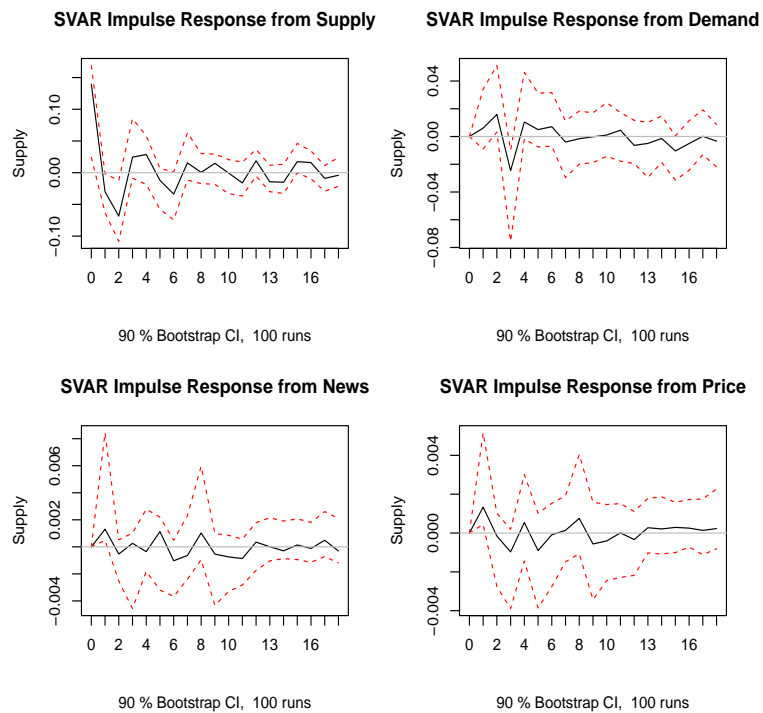 SVAR Impulse Response from Supply
Supply
0.10
0.00
−0.10
0 2 4 6 8 10 13 16
90 % Bootstrap CI, 100 runs
SVAR Impulse Response from Demand
Supply
0.04
0.00
−0.04
−0.08
0 2 4 6 8 10 13 16
90 % Bootstrap CI, 100 runs
SVAR Impulse Response from News
Supply
0.006
0.002
−0.004
0 2 4 6 8 10 13 16
90 % Bootstrap CI, 100 runs
SVAR Impulse Response from Price
Supply
0.004
0.000
−0.004
0 2 4 6 8 10 13 16
90 % Bootstrap CI, 100 runs